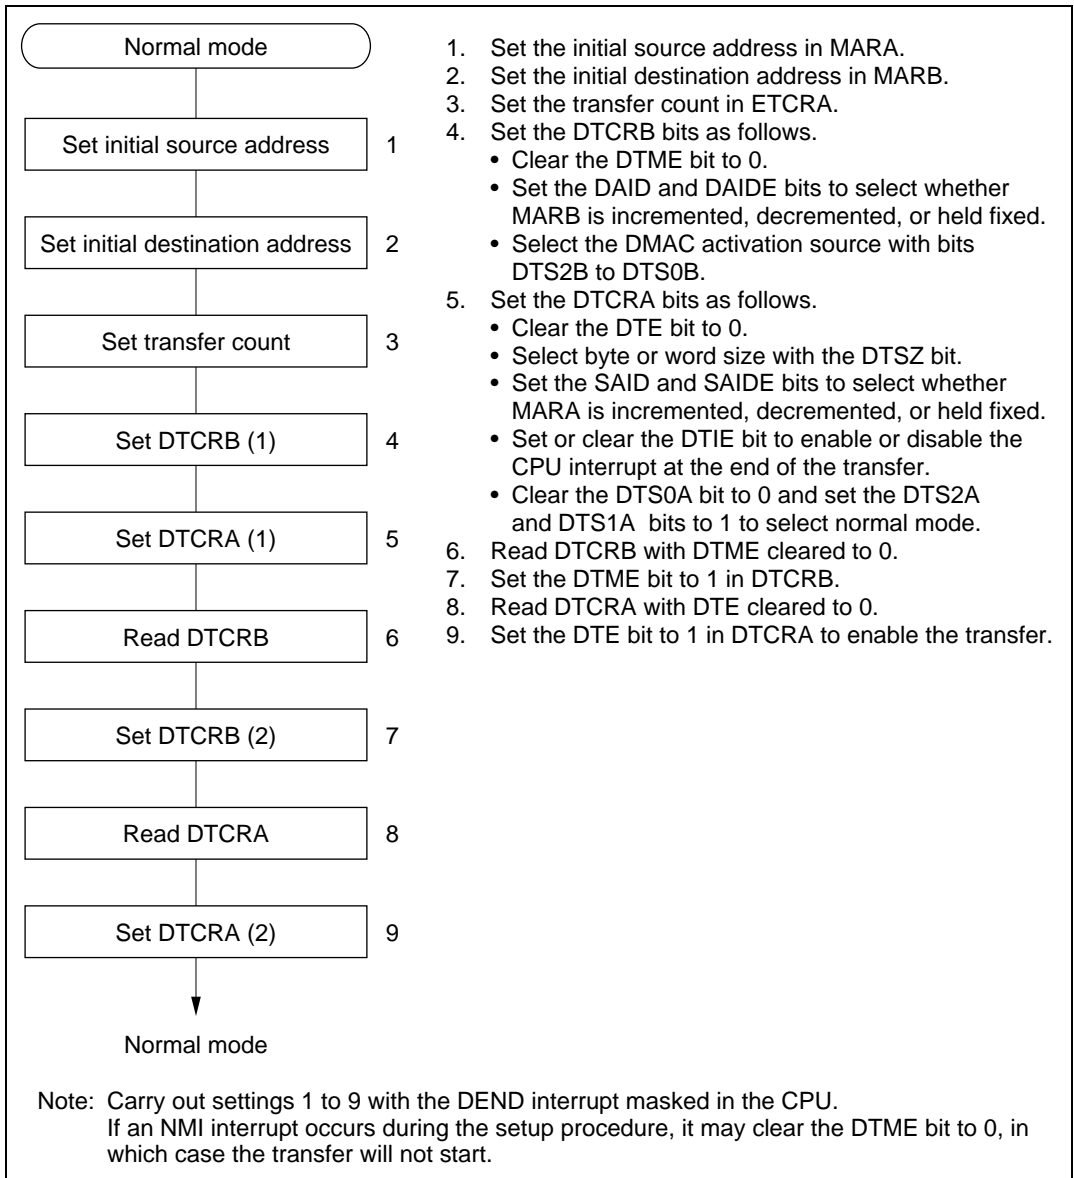 Normal mode
Set initial source address 1
Set initial destination address 2
Set transfer count 3
Set DTCRB (1) 4
Set DTCRA (1) 5
Read DTCRB 6
Set DTCRB (2) 7
Read DTCRA 8
Set DTCRA (2) 9
Normal mode
1. Set the initial source address in MARA.
2. Set the initial destination address in MARB.
3. Set the transfer count in ETCRA.
4. Set the DTCRB bits as follows.
• Clear the DTME bit to 0.
• Set the DAID and DAIDE bits to select whether
MARB is incremented, decremented, or held fixed.
• Select the DMAC activation source with bits
DTS2B to DTS0B.
5. Set the DTCRA bits as follows.
• Clear the DTE bit to 0.
• Select byte or word size with the DTSZ bit.
• Set the SAID and SAIDE bits to select whether
MARA is incremented, decremented, or held fixed.
• Set or clear the DTIE bit to enable or disable the
CPU interrupt at the end of the transfer.
• Clear the DTS0A bit to 0 and set the DTS2A
and DTS1A bits to 1 to select normal mode.
6. Read DTCRB with DTME cleared to 0.
7. Set the DTME bit to 1 in DTCRB.
8. Read DTCRA with DTE cleared to 0.
9. Set the DTE bit to 1 in DTCRA to enable the transfer.
Note: Carry out settings 1 to 9 with the DEND interrupt masked in the CPU.
If an NMI interrupt occurs during the setup procedure, it may clear the DTME bit to 0, in
which case the transfer will not start.